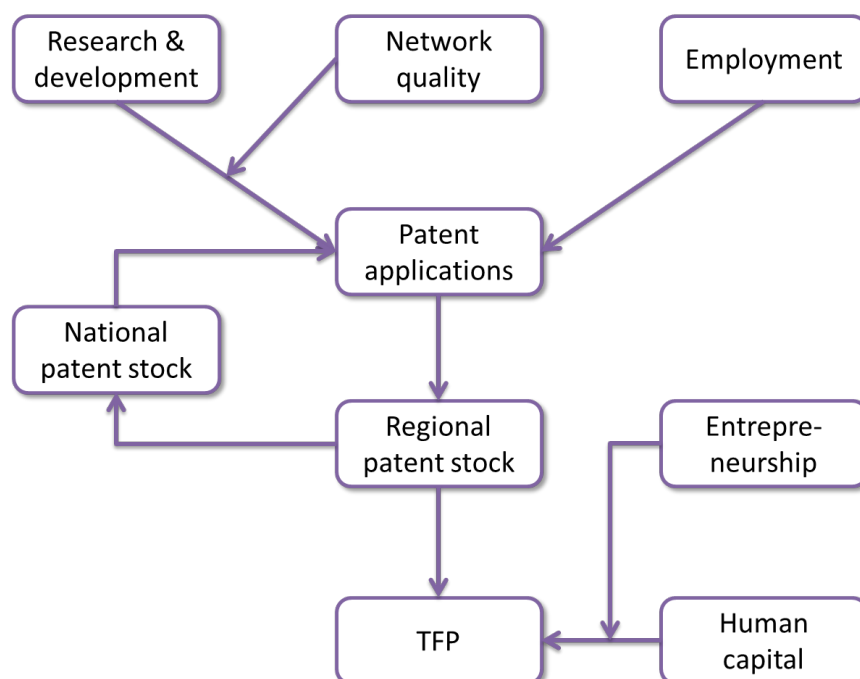 Research &
development
Network
quality
Employment
Patent
applications
National
patent stock
Regional
patent stock
Entrepre-
neurship
TFP
Human
capital